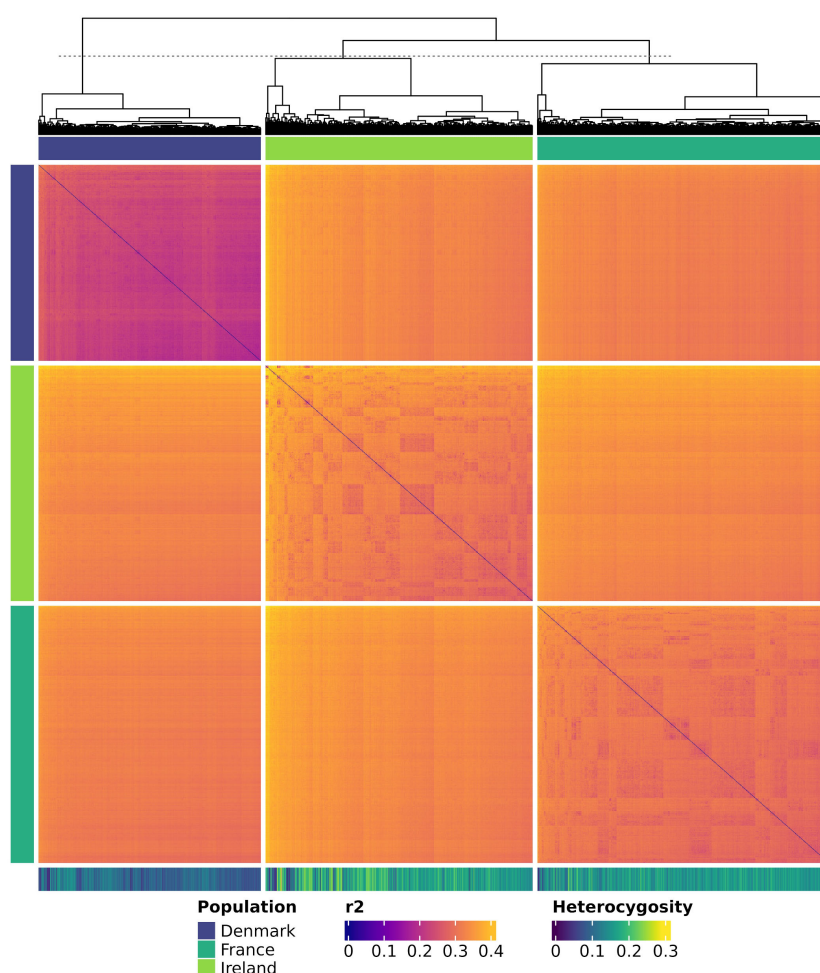 Population
Denmark
France
Ireland
r2
0 0.1 0.2 0.3 0.4
Heterocygosity
0 0.1 0.2 0.3